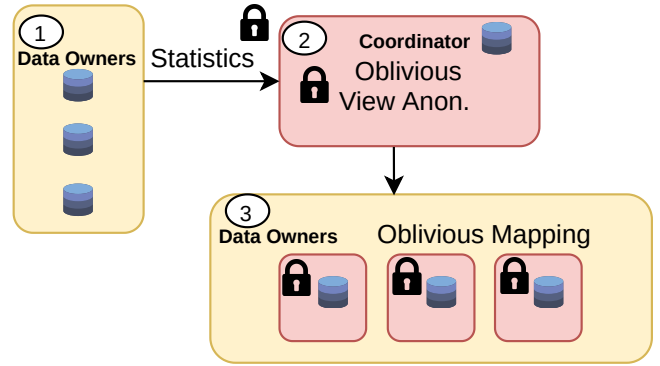 1
Data Owners
Statistics
2
Coordinator
Oblivious
View Anon.
3
Data Owners
Oblivious Mapping